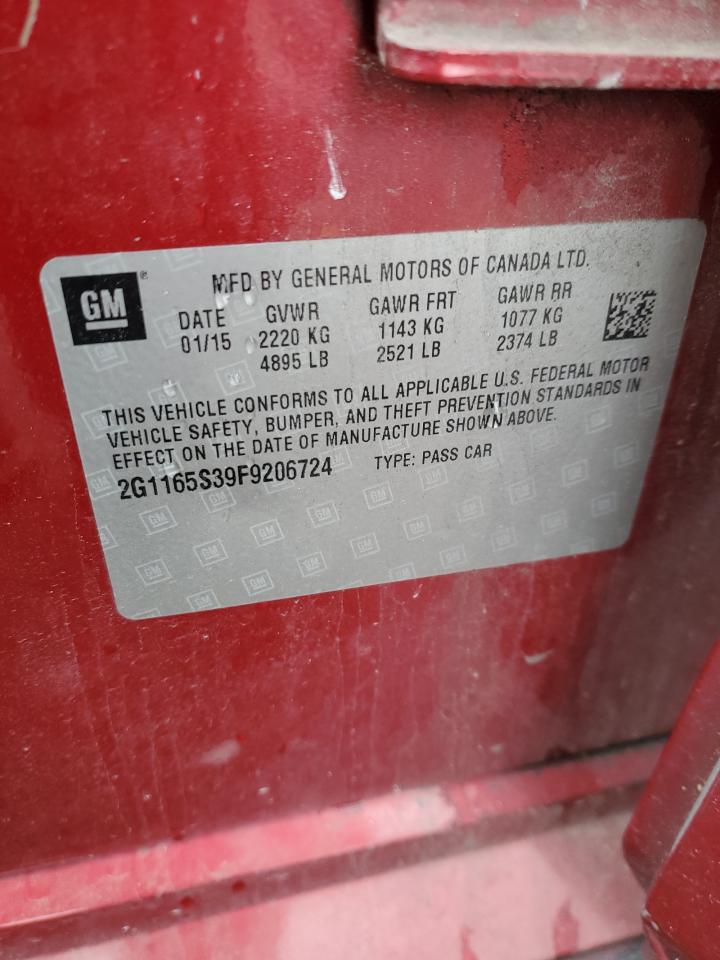 GM®
MFD BY GENERAL MOTORS OF CANADA LTD.
DATE GVWR GAWR FRT GAWR RR
01/15 2220 KG 1143 KG 1077 KG
4895 LB 2521 LB 2374 LB
THIS VEHICLE CONFORMS TO ALL APPLICABLE U.S. FEDERAL MOTOR
VEHICLE SAFETY, BUMPER, AND THEFT PREVENTION STANDARDS IN
EFFECT ON THE DATE OF MANUFACTURE SHOWN ABOVE.
2G1165S39F9206724 TYPE: PASS CAR